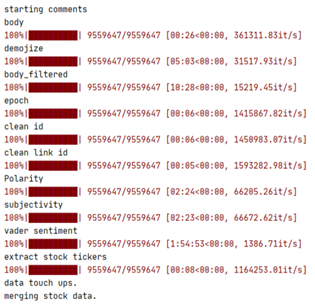 starting comments
body
100%|██████████| 9559647/9559647 [00:26<00:00, 361311.83it/s]
demojize
100%|██████████| 9559647/9559647 [05:03<00:00, 31517.93it/s]
body_filtered
100%|██████████| 9559647/9559647 [10:28<00:00, 15219.45it/s]
epoch
100%|██████████| 9559647/9559647 [00:06<00:00, 1415867.82it/s]
clean id
100%|██████████| 9559647/9559647 [00:06<00:00, 1450983.07it/s]
clean link id
100%|██████████| 9559647/9559647 [00:05<00:00, 1593282.98it/s]
Polarity
100%|██████████| 9559647/9559647 [02:24<00:00, 66205.26it/s]
subjectivity
100%|██████████| 9559647/9559647 [02:23<00:00, 66672.62it/s]
vader sentiment
100%|██████████| 9559647/9559647 [1:54:53<00:00, 1386.71it/s]
extract stock tickers
100%|██████████| 9559647/9559647 [00:08<00:00, 1164253.01it/s]
data touch ups.
merging stock data.